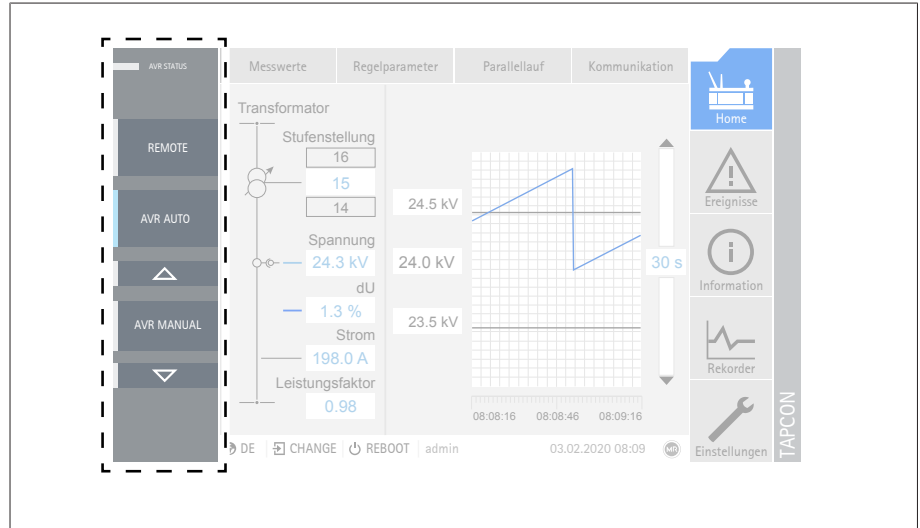 AVR STATUS
REMOTE
AVR AUTO
AVR MANUAL
Messwerte Regelparameter Parallellauf Kommunikation
Transformator
Stufenstellung
16
15
14
Spannung
24.3 kV
dU
1.3 %
Strom
198.0 A
Leistungsfaktor
0.98
24.5 kV
24.0 kV
23.5 kV
30 s
08:08:16 08:08:46 08:09:16
DE CHANGE REBOOT admin 03.02.2020 08:09 MR
Home
Ereignisse
Information
Rekorder
Einstellungen
TAPCON